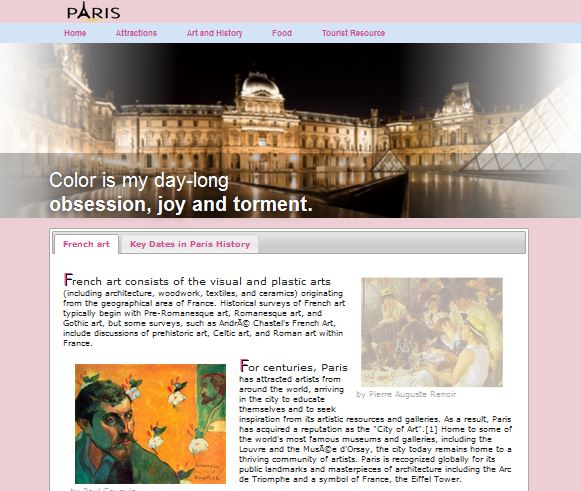 PARIS
Home Attractions Art and History Food Tourist Resource
Color is my day-long
obsession, joy and torment.
French art Key Dates in Paris History
French art consists of the visual and plastic arts
(including architecture, woodwork, textiles, and ceramics) originating
from the geographical area of France. Historical surveys of French art
typically begin with Pre-Romanesque art, Romanesque art, and
Gothic art, but some surveys, such as AndrÃ© Chastel's French Art,
include discussions of prehistoric art, Celtic art, and Roman art within
France.
by Pierre Auguste Renoir
For centuries, Paris
has attracted artists from
around the world, arriving
in the city to educate
themselves and to seek
inspiration from its artistic resources and galleries. As a result, Paris
has acquired a reputation as the "City of Art".[1] Home to some of
the world's most famous museums and galleries, including the
Louvre and the MusÃ©e d'Orsay, the city today remains home to a
thriving community of artists. Paris is recognized globally for its
public landmarks and masterpieces of architecture including the Arc
de Triomphe and a symbol of France, the Eiffel Tower.